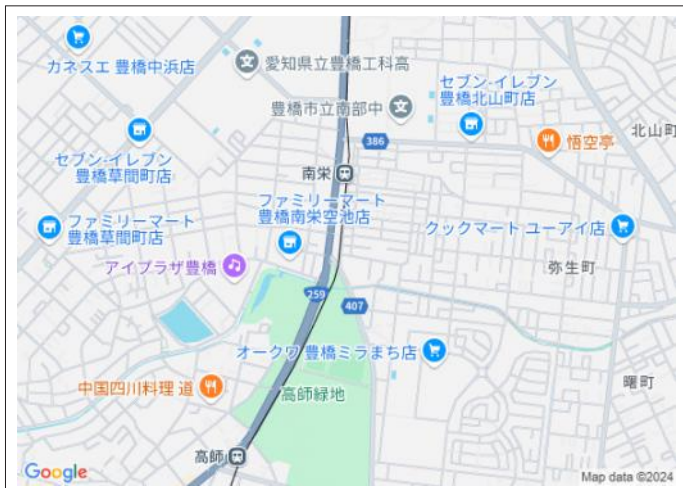 カネスエ 豊橋中浜店
愛知県立豊橋工科高
セブン-イレブン
豊橋北山町店
豊橋市立南部中
北山町
386
悟空亭
セブン-イレブン
豊橋草間町店
南栄
ファミリーマート
豊橋南栄空池店
ファミリーマート
豊橋草間町店
クックマート ユーアイ店
アイプラザ豊橋
弥生町
259
407
オークワ 豊橋ミラまち店
中国四川料理 道
高師緑地
曙町
高師
Google
Map data ©2024